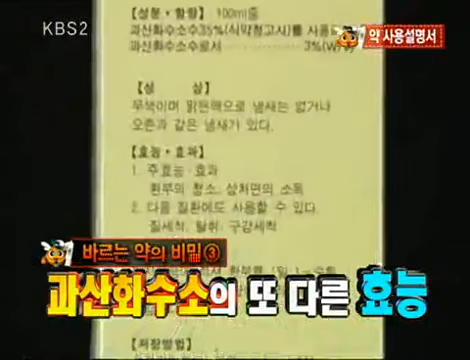 KBS2
약 사용설명서
[성분·함량] 100ml중
과산화수소수35%(식약청고시)를 사용
과산화수소로서 3%(W/V)
[성 상]
무색이며 맑은액으로 냄새는 없거나
오존과 같은 냄새가 있다.
[효능·효과]
1. 주효능·효과
환부의 청소, 상처면의 소독
2. 다음 질환에도 사용할 수 있다.
질세척, 탈취, 구강세척
바르는 약의 비밀③
과산화수소의 또 다른 효능
[저장방법]